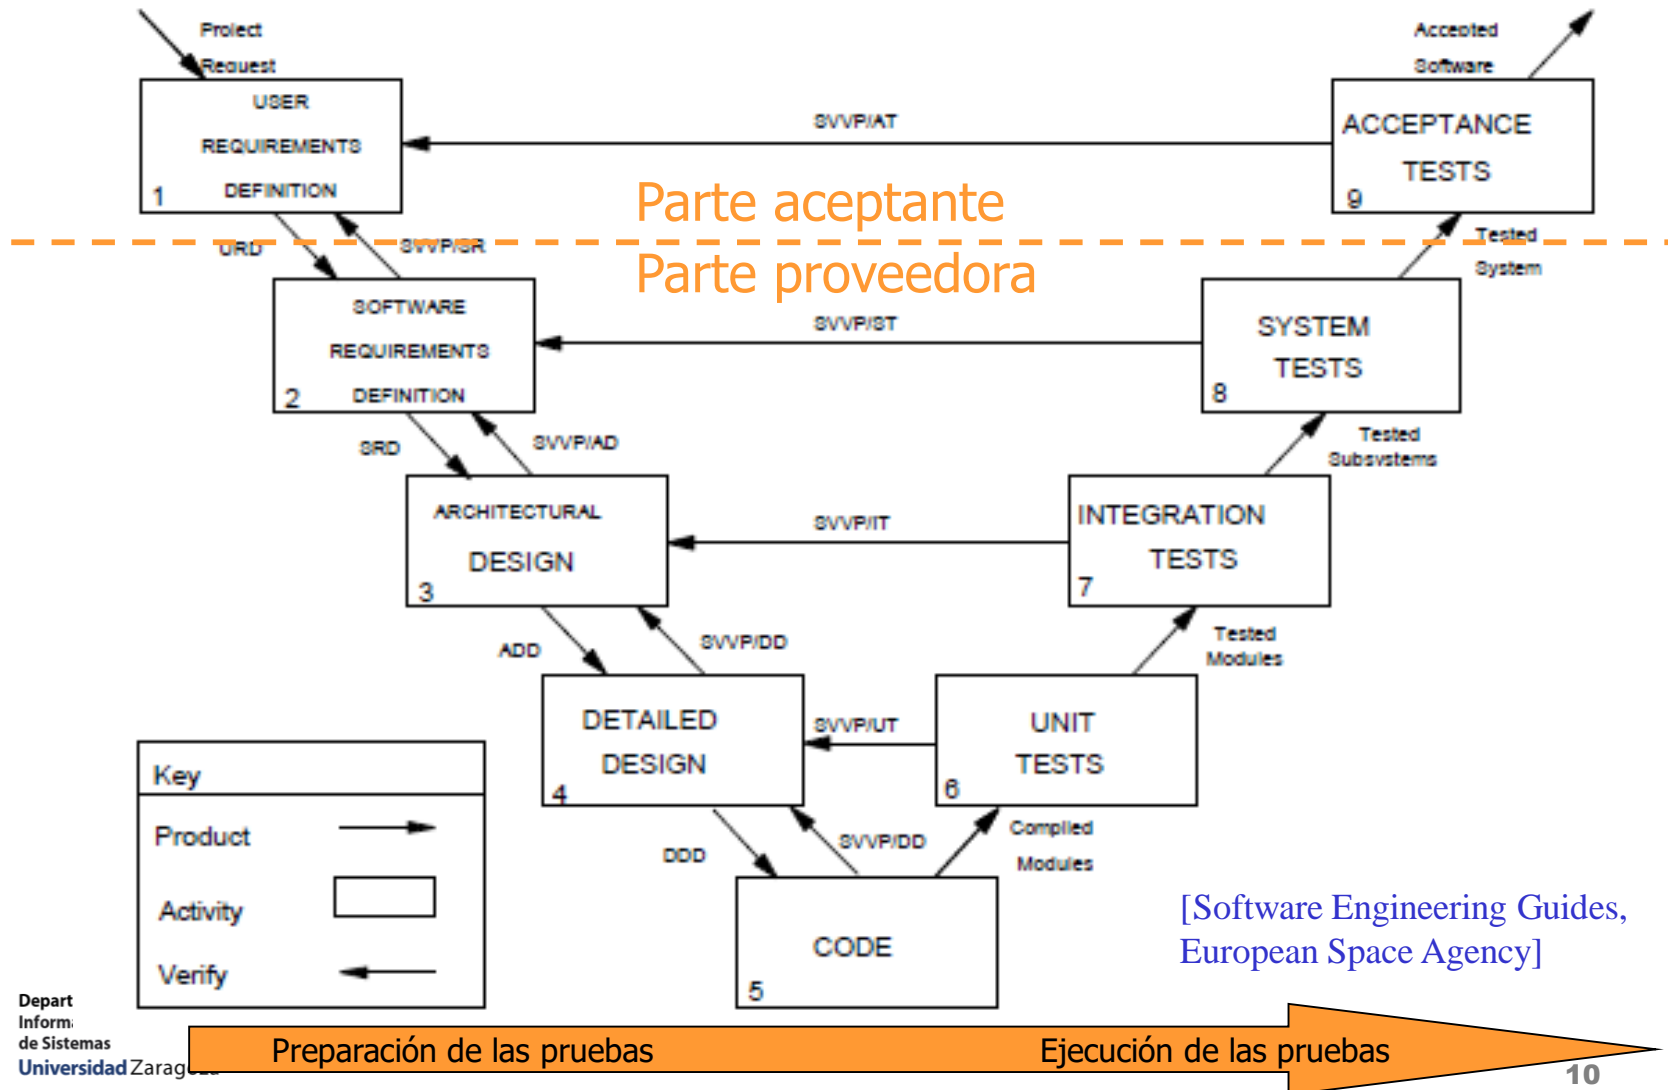 Project
Request
Accepted
Software
USER
REQUIREMENTS
DEFINITION
1
SVVP/AT
ACCEPTANCE
TESTS
9
Parte aceptante
URD
SVVP/SR
Tested
System
Parte proveedora
SOFTWARE
REQUIREMENTS
DEFINITION
2
SVVP/ST
SYSTEM
TESTS
8
SRD
SVVP/AD
Tested
Subsystems
ARCHITECTURAL
DESIGN
3
SVVP/IT
INTEGRATION
TESTS
7
ADD
SVVP/DD
Tested
Modules
DETAILED
DESIGN
4
SVVP/UT
UNIT
TESTS
6
DDD
SVVP/DD
Compiled
Modules
CODE
5
Key
Product
Activity
Verify
[Software Engineering Guides,
European Space Agency]
Depart
Inform
de Sistemas
Universidad Zaragoza
Preparación de las pruebas
Ejecución de las pruebas
10